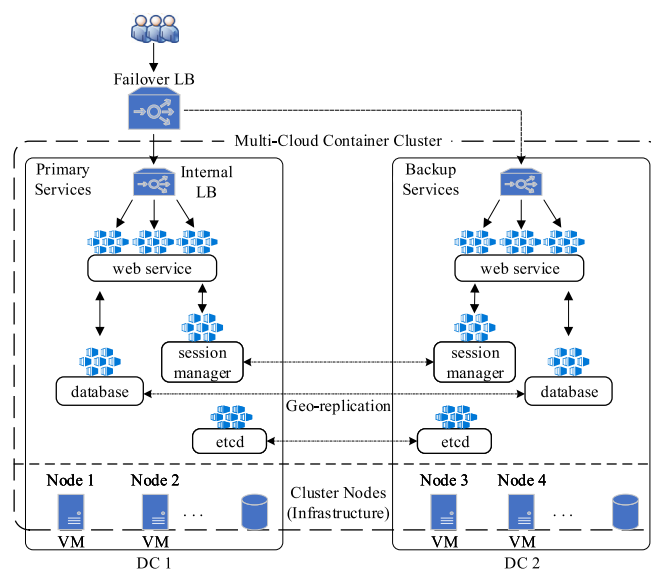 Failover LB
Multi-Cloud Container Cluster
Primary
Services
Internal
LB
Backup
Services
web service
web service
session
manager
session
manager
database
database
Geo-replication
etcd
etcd
Node 1
Node 2
Cluster Nodes
(Infrastructure)
Node 3
Node 4
. . .
. . .
VM
VM
VM
VM
DC 1
DC 2